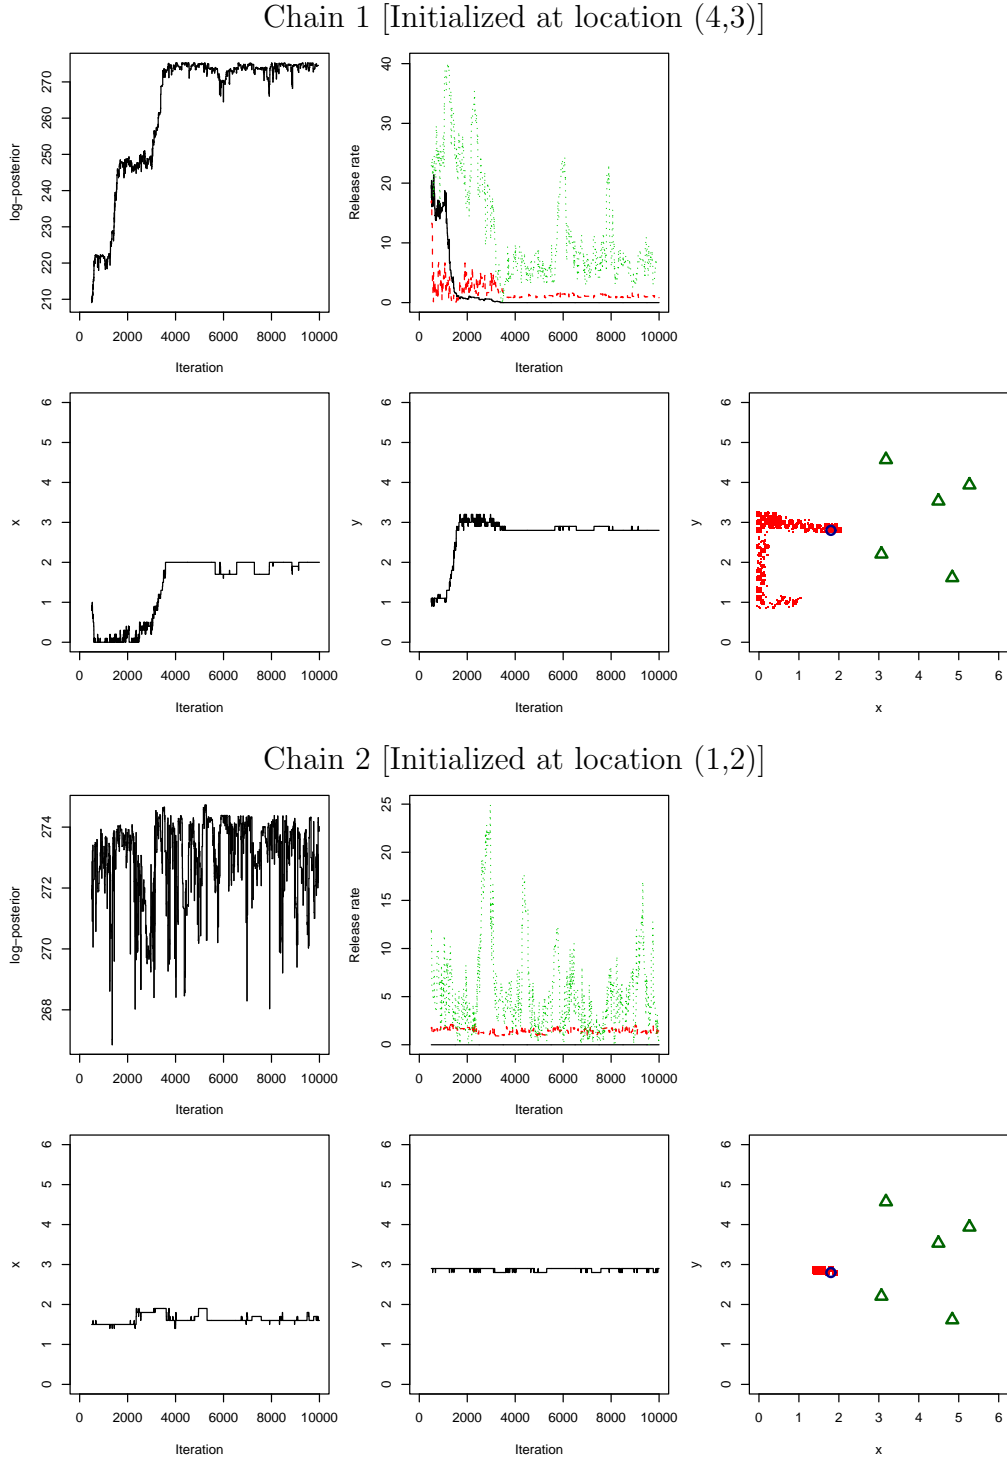 Chain 1 [Initialized at location (4,3)]
log−posterior
210 220 230 240 250 260 270
0 2000 4000 6000 8000 10000
Iteration
Release rate
0 10 20 30 40
0 2000 4000 6000 8000 10000
Iteration
x
0 1 2 3 4 5 6
0 2000 4000 6000 8000 10000
Iteration
y
0 1 2 3 4 5 6
0 2000 4000 6000 8000 10000
Iteration
y
0 1 2 3 4 5 6
0 1 2 3 4 5 6
x
Chain 2 [Initialized at location (1,2)]
log−posterior
268 270 272 274
0 2000 4000 6000 8000 10000
Iteration
Release rate
0 5 10 15 20 25
0 2000 4000 6000 8000 10000
Iteration
x
0 1 2 3 4 5 6
0 2000 4000 6000 8000 10000
Iteration
y
0 1 2 3 4 5 6
0 2000 4000 6000 8000 10000
Iteration
y
0 1 2 3 4 5 6
0 1 2 3 4 5 6
x